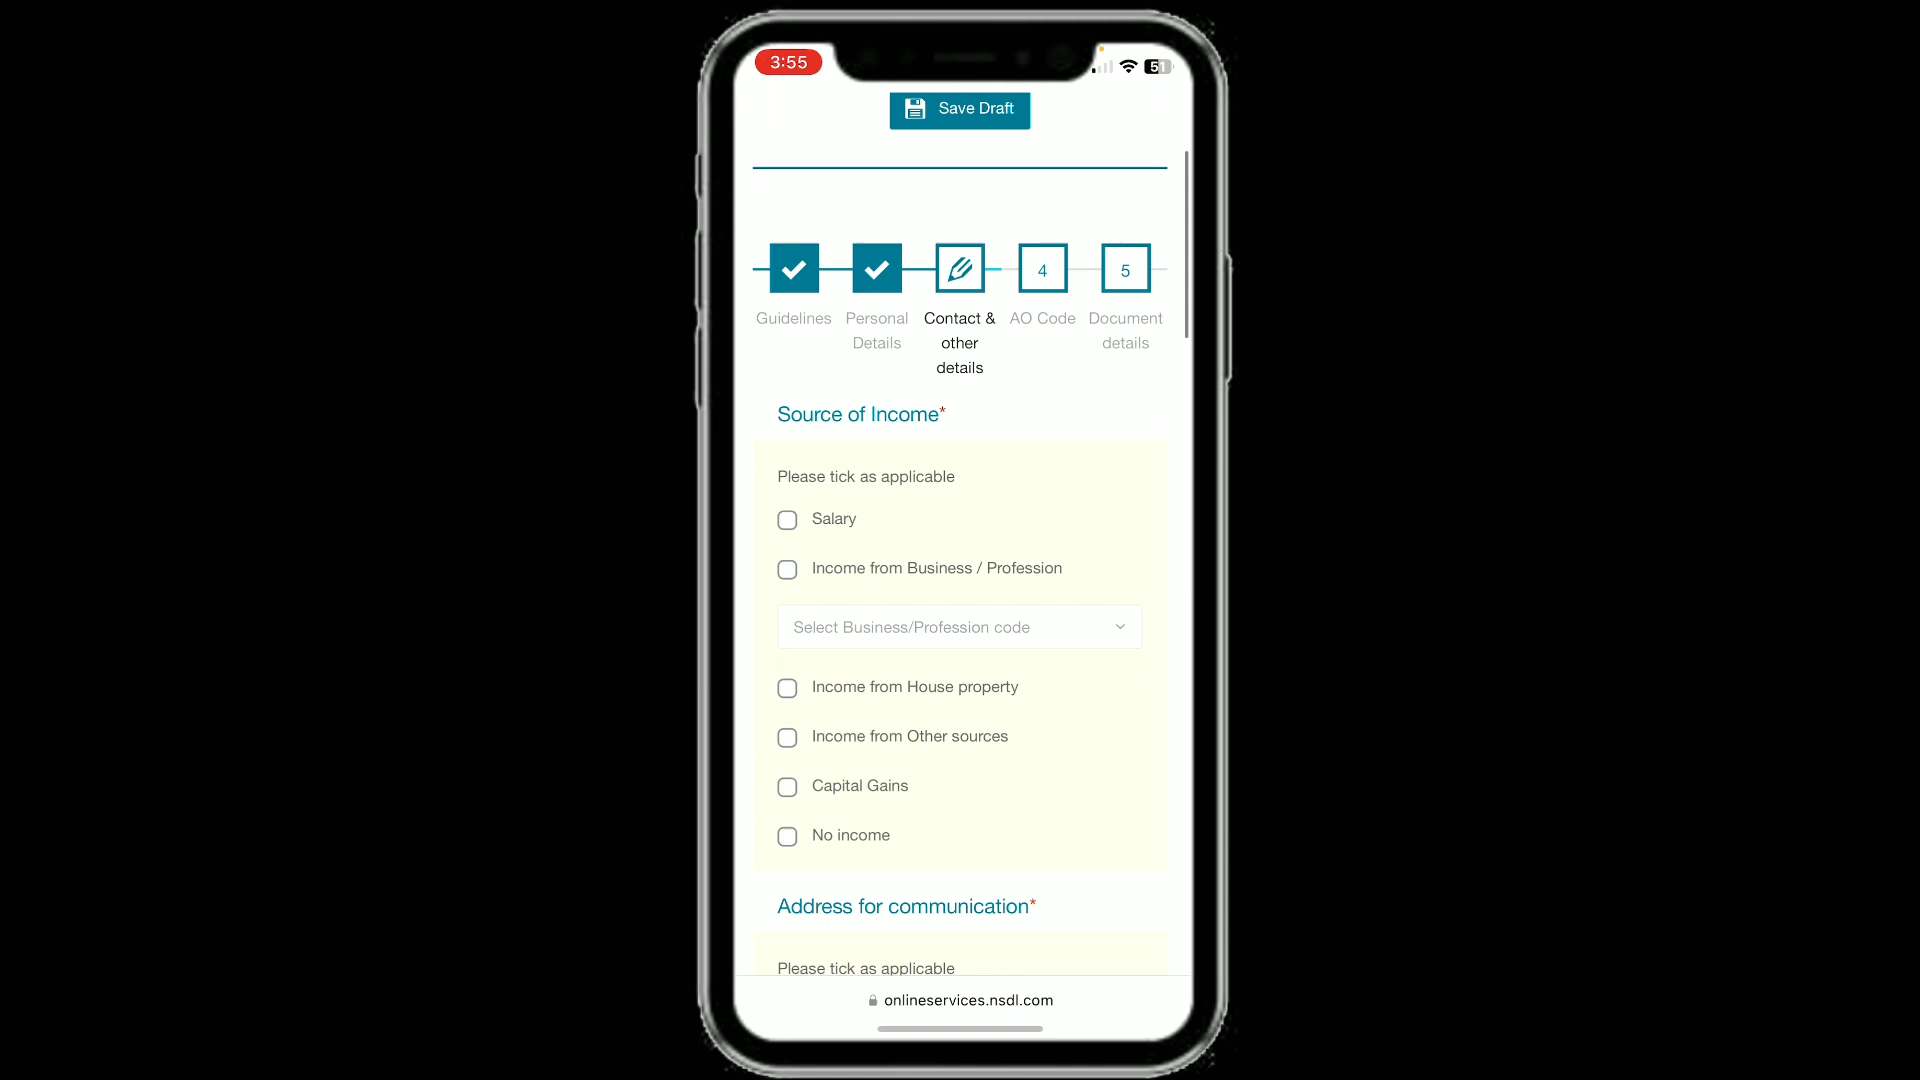 3:55
51
Save Draft
4
5
Guidelines
Personal
Details
Contact &
other
details
AO Code
Document
details
Source of Income*
Please tick as applicable
Salary
Income from Business / Profession
Select Business/Profession code
Income from House property
Income from Other sources
Capital Gains
No income
Address for communication*
Please tick as applicable
onlineservices.nsdl.com